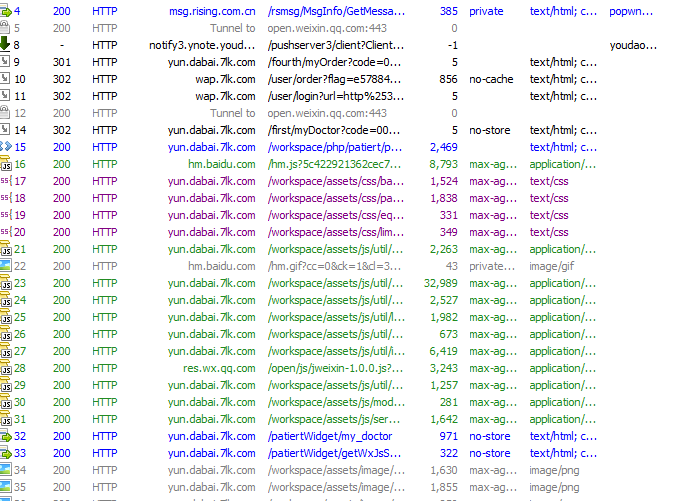 4 200 HTTP msg.rising.com.cn /rsmsg/MsgInfo/GetMessa... 385 private text/html; c... popwn...
5 200 HTTP Tunnel to open.weixin.qq.com:443 0
8 - HTTP notify3.ynote.youd... /pushserver3/client?Client... -1 youdao...
9 301 HTTP yun.dabai.7lk.com /fourth/myOrder?code=0... 5 text/html; c...
10 302 HTTP wap.7lk.com /user/order?flag=e57884... 856 no-cache text/html; c...
11 302 HTTP wap.7lk.com /user/login?url=http%253... 5 text/html; c...
12 200 HTTP Tunnel to open.weixin.qq.com:443 0
14 302 HTTP yun.dabai.7lk.com /first/myDoctor?code=00... 5 no-store text/html; c...
15 200 HTTP yun.dabai.7lk.com /workspace/php/patiert/p... 2,469 text/html; c...
JS 16 200 HTTP hm.baidu.com /hm.js?5c422921362cec7... 8,793 max-ag... application/...
17 200 HTTP yun.dabai.7lk.com /workspace/assets/css/ba... 1,524 max-ag... text/css
18 200 HTTP yun.dabai.7lk.com /workspace/assets/css/pa... 1,838 max-ag... text/css
19 200 HTTP yun.dabai.7lk.com /workspace/assets/css/eq... 331 max-ag... text/css
20 200 HTTP yun.dabai.7lk.com /workspace/assets/css/lim... 349 max-ag... text/css
JS 21 200 HTTP yun.dabai.7lk.com /workspace/assets/js/util/... 2,263 max-ag... application/...
22 200 HTTP hm.baidu.com /hm.gif?cc=0&ck=1&cl=3... 43 private... image/gif
JS 23 200 HTTP yun.dabai.7lk.com /workspace/assets/js/util/... 32,989 max-ag... application/...
JS 24 200 HTTP yun.dabai.7lk.com /workspace/assets/js/util/... 2,527 max-ag... application/...
JS 25 200 HTTP yun.dabai.7lk.com /workspace/assets/js/util/l... 1,982 max-ag... application/...
JS 26 200 HTTP yun.dabai.7lk.com /workspace/assets/js/util/... 673 max-ag... application/...
JS 27 200 HTTP yun.dabai.7lk.com /workspace/assets/js/util/i... 6,419 max-ag... application/...
JS 28 200 HTTP res.wx.qq.com /open/js/jweixin-1.0.0.js?... 3,243 max-ag... application/...
JS 29 200 HTTP yun.dabai.7lk.com /workspace/assets/js/util/... 1,257 max-ag... application/...
JS 30 200 HTTP yun.dabai.7lk.com /workspace/assets/js/mod... 281 max-ag... application/...
JS 31 200 HTTP yun.dabai.7lk.com /workspace/assets/js/ser... 1,642 max-ag... application/...
32 200 HTTP yun.dabai.7lk.com /patiertWidget/my_doctor 971 no-store text/html; c...
33 200 HTTP yun.dabai.7lk.com /patiertWidget/getWxJsS... 322 no-store text/html; c...
34 200 HTTP yun.dabai.7lk.com /workspace/assets/image/... 1,630 max-ag... image/png
35 200 HTTP yun.dabai.7lk.com /workspace/assets/image/... 1,855 max-ag... image/png